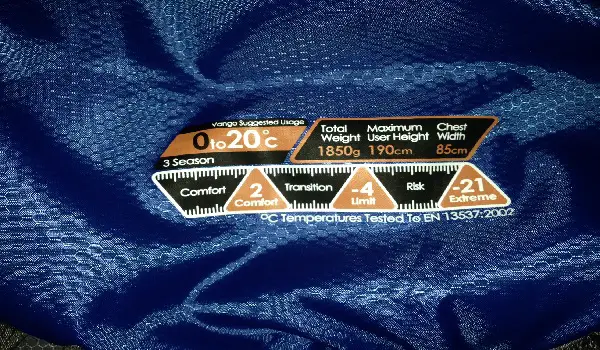 Vango Suggested Usage
0to20°C
3 Season
Total Weight
1850g
Maximum User Height
190cm
Chest Width
85cm
Comfort
2
Comfort
Transition
-4
Limit
Risk
-21
Extreme
°C Temperatures Tested To EN 13537:2002